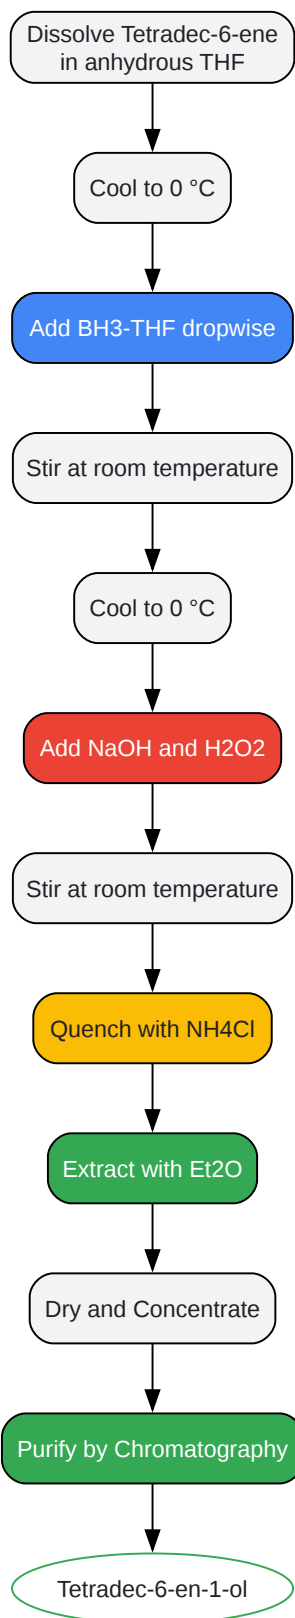 Dissolve Tetradec-6-ene
in anhydrous THF
Cool to 0 °C
Add BH3-THF dropwise
Stir at room temperature
Cool to 0 °C
Add NaOH and H2O2
Stir at room temperature
Quench with NH4Cl
Extract with Et2O
Dry and Concentrate
Purify by Chromatography
Tetradec-6-en-1-ol